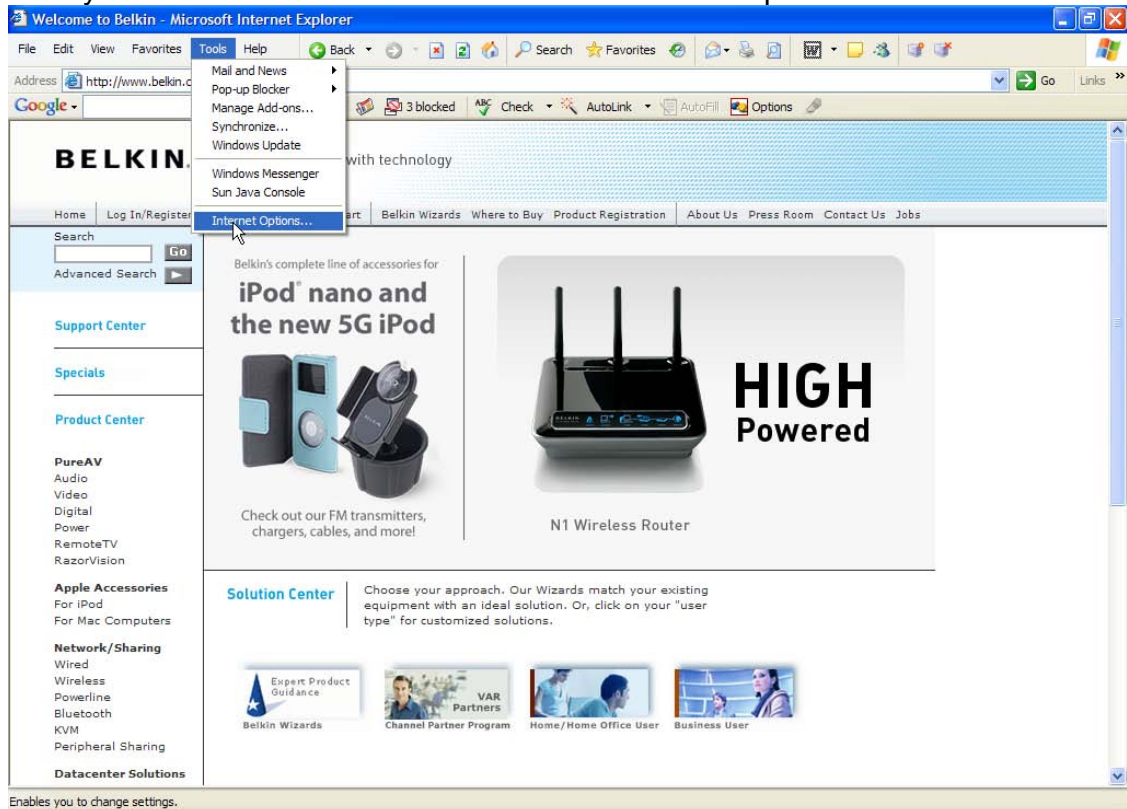 Welcome to Belkin - Microsoft Internet Explorer
File Edit View Favorites Tools Help Back Search Favorites
Address http://www.belkin.c Go Links »
Google 3 blocked ABC Check AutoLink AutoFill Options
Mail and News
Pop-up Blocker
Manage Add-ons...
Synchronize...
Windows Update
Windows Messenger
Sun Java Console
Internet Options...
BELKIN. with technology
Home Log In/Register art Belkin Wizards Where to Buy Product Registration About Us Press Room Contact Us Jobs
Search
Go
Advanced Search
Support Center
Specials
Product Center
PureAV
Audio
Video
Digital
Power
RemoteTV
RazorVision
Apple Accessories
For iPod
For Mac Computers
Network/Sharing
Wired
Wireless
Powerline
Bluetooth
KVM
Peripheral Sharing
Datacenter Solutions
Belkin's complete line of accessories for
iPod® nano and
the new 5G iPod
Check out our FM transmitters,
chargers, cables, and more!
BELKIN
HIGH
Powered
N1 Wireless Router
Solution Center
Choose your approach. Our Wizards match your existing
equipment with an ideal solution. Or, click on your "user
type" for customized solutions.
Expert Product
Guidance
Belkin Wizards
VAR
Partners
Channel Partner Program
Home/Home Office User
Business User
Enables you to change settings.